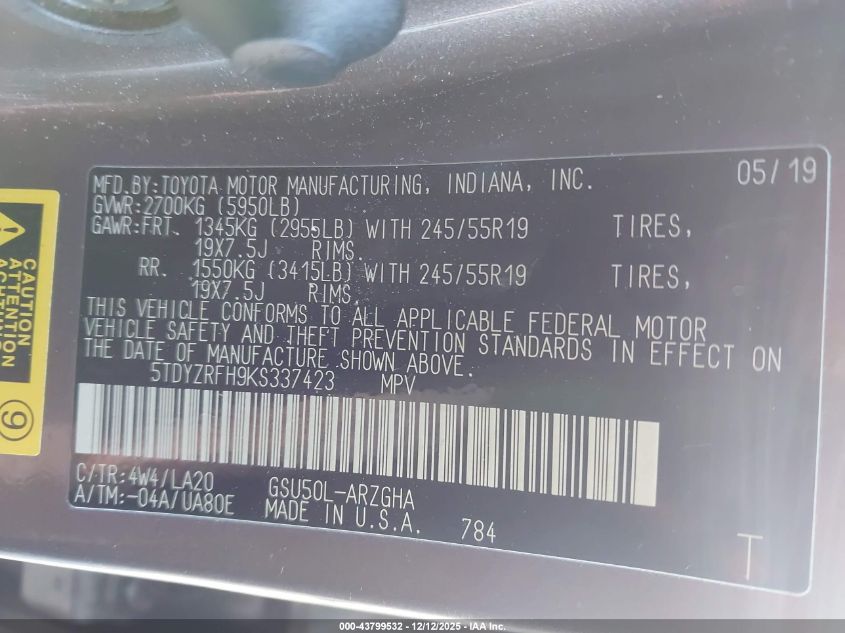 MFD. BY: TOYOTA MOTOR MANUFACTURING, INDIANA, INC. 05/19
GVWR: 2700KG (5950LB)
GAWR: FRT. 1345KG (2955LB) WITH 245/55R19 TIRES,
19X7.5J RIMS.
RR. 1550KG (3415LB) WITH 245/55R19 TIRES,
19X7.5J RIMS.
THIS VEHICLE CONFORMS TO ALL APPLICABLE FEDERAL MOTOR
VEHICLE SAFETY AND THEFT PREVENTION STANDARDS IN EFFECT ON
THE DATE OF MANUFACTURE SHOWN ABOVE.
5TDYZRFH9KS337423 MPV
C/TR: 4W4/LA20
A/TM: -04A/UA80E
GSU50L-ARZGHA
MADE IN U.S.A. 784
T
CAUTION
ATTENTION
9
000-43799532 - 12/12/2025 - IAA Inc.